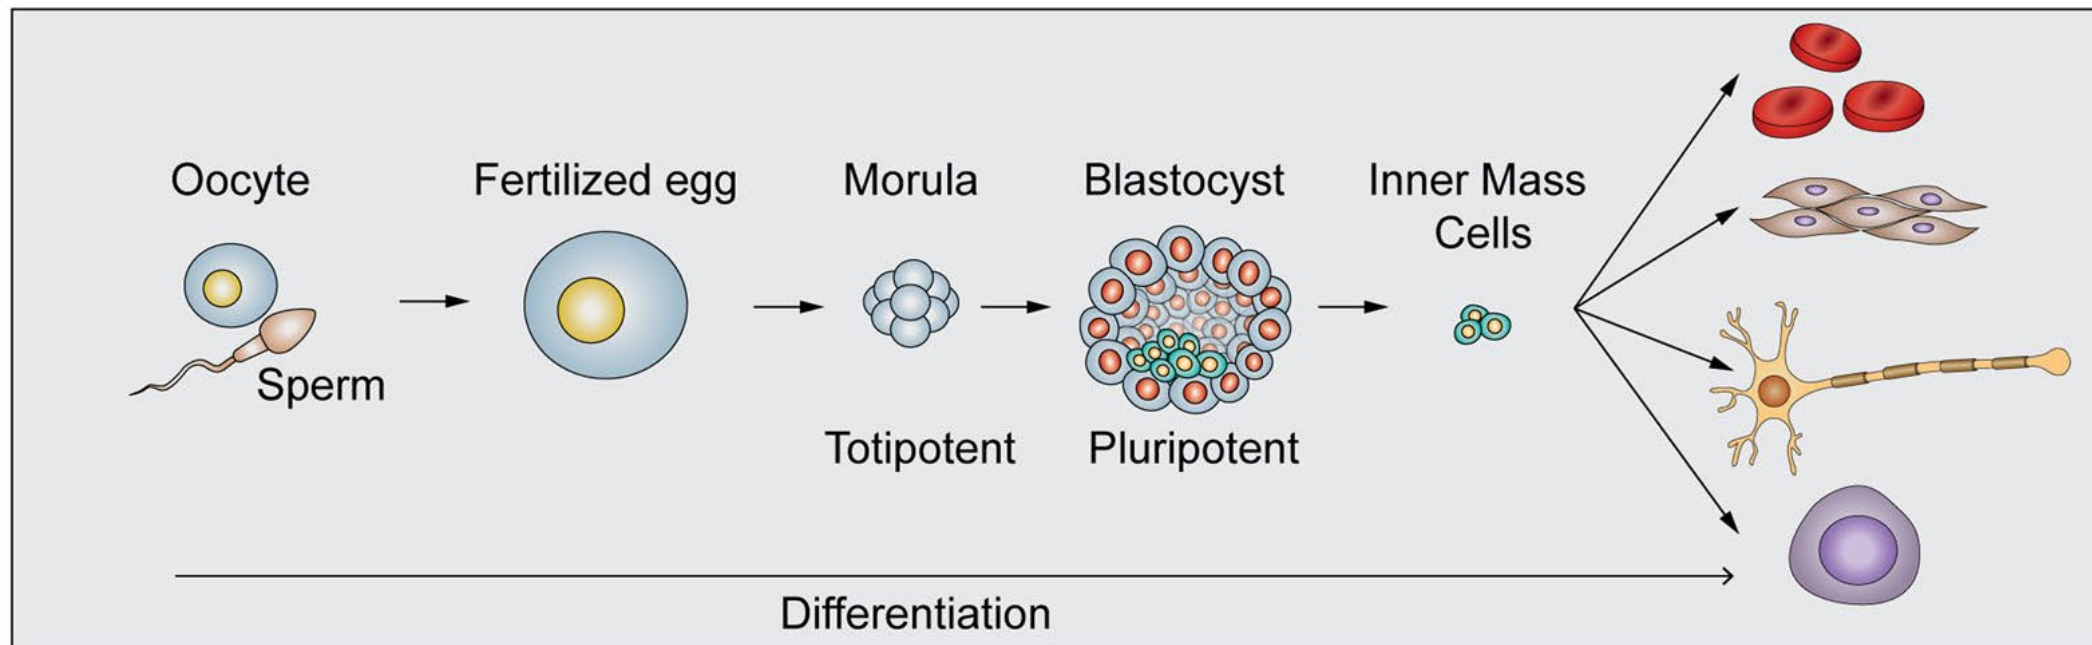 Oocyte
Sperm
Fertilized egg
Morula
Totipotent
Blastocyst
Pluripotent
Inner Mass
Cells
Differentiation